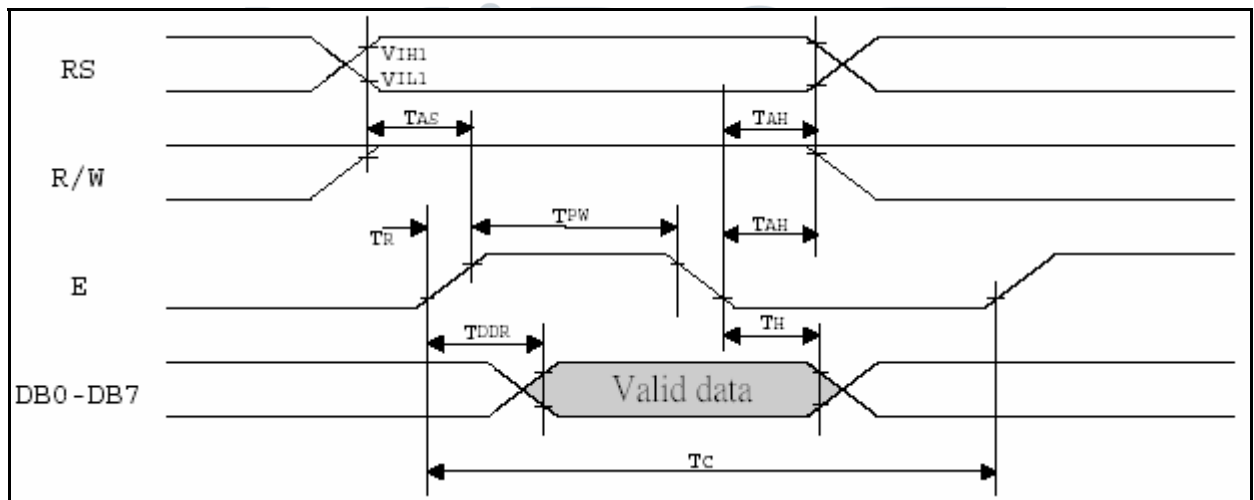 RS
VIH1
VIL1
TAS
TAH
R/W
TPW
TAH
TR
E
TDDR
TH
DB0-DB7
Valid data
TC